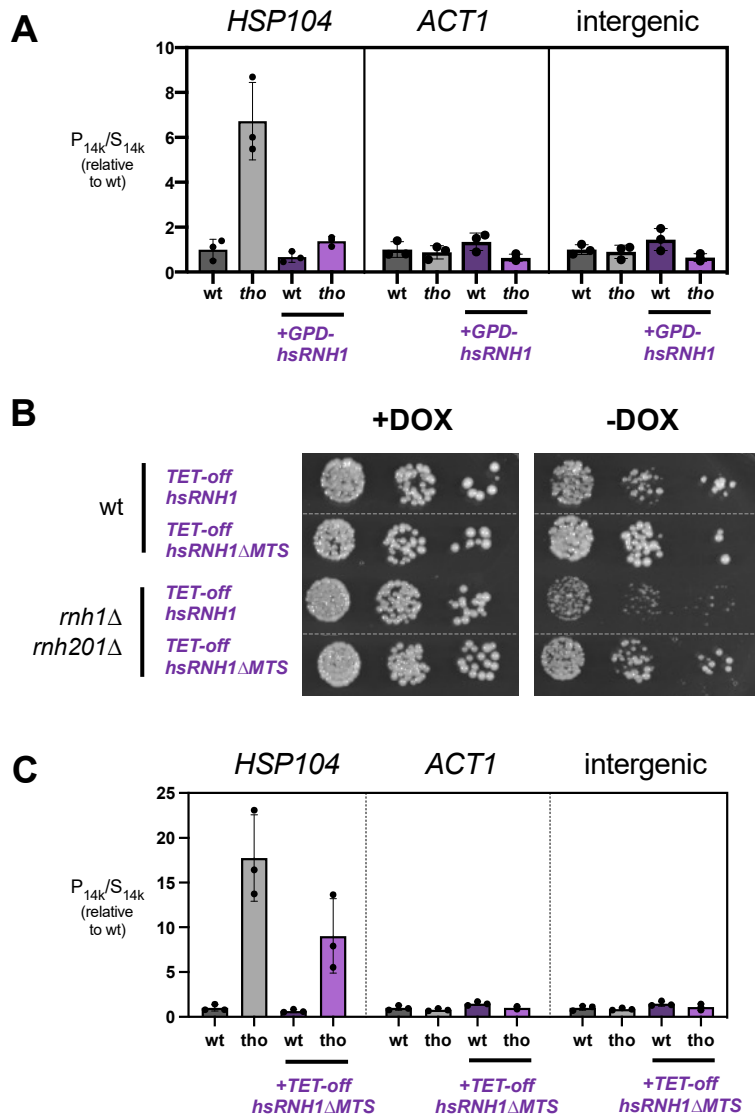 A
HSP104 ACT1 intergenic
P14k/S14k
(relative
to wt)
10
8
6
4
2
0
wt tho wt tho wt tho wt tho wt tho wt tho
+GPD-
hsRNH1
+GPD-
hsRNH1
+GPD-
hsRNH1
B
+DOX -DOX
wt
TET-off
hsRNH1
TET-off
hsRNH1ΔMTS
rnh1Δ
rnh201Δ
TET-off
hsRNH1
TET-off
hsRNH1ΔMTS
C
HSP104 ACT1 intergenic
P14k/S14k
(relative
to wt)
25
20
15
10
5
0
wt tho wt tho wt tho wt tho wt tho wt tho
+TET-off
hsRNH1ΔMTS
+TET-off
hsRNH1ΔMTS
+TET-off
hsRNH1ΔMTS